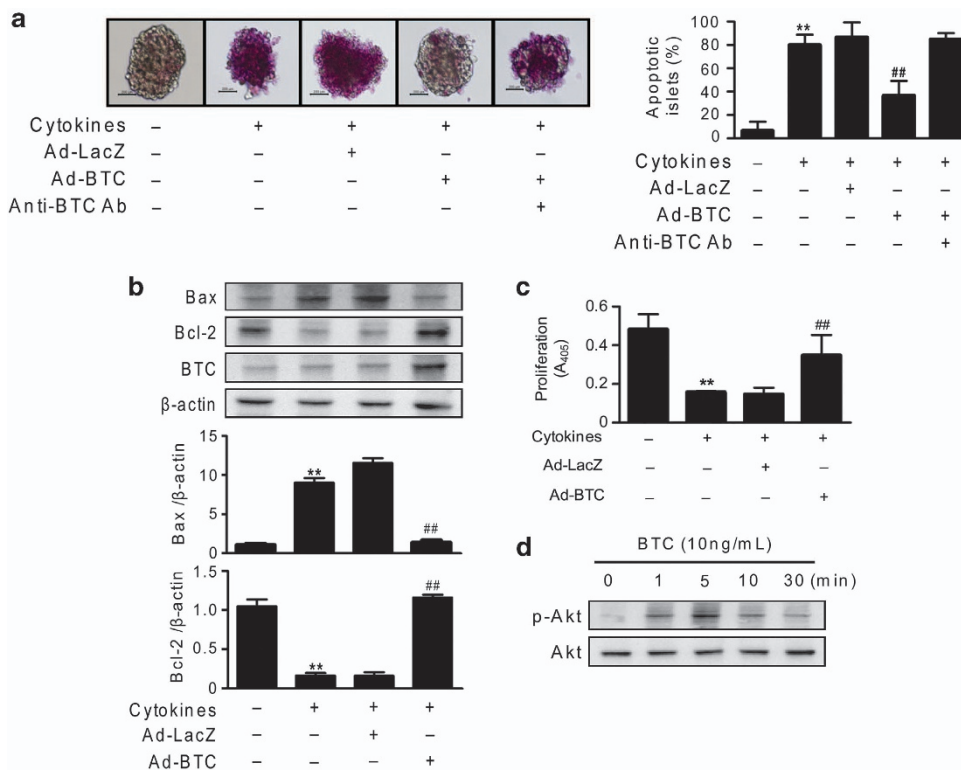 a
Cytokines – + + + +
Ad-LacZ – – + – –
Ad-BTC – – – + +
Anti-BTC Ab – – – – +
Apoptotic islets (%)
100
80
60
40
20
0
**
##
Cytokines – + + + +
Ad-LacZ – – + – –
Ad-BTC – – – + +
Anti-BTC Ab – – – – +
b
Bax
Bcl-2
BTC
β-actin
Bax /β-actin
15
10
5
0
**
##
Bcl-2 /β-actin
1.5
1.0
0.5
0
**
##
Cytokines – + + +
Ad-LacZ – – + –
Ad-BTC – – – +
c
Proliferation
(A405)
0.6
0.4
0.2
0
**
##
Cytokines – + + +
Ad-LacZ – – + –
Ad-BTC – – – +
d
BTC (10ng/mL)
0 1 5 10 30 (min)
p-Akt
Akt